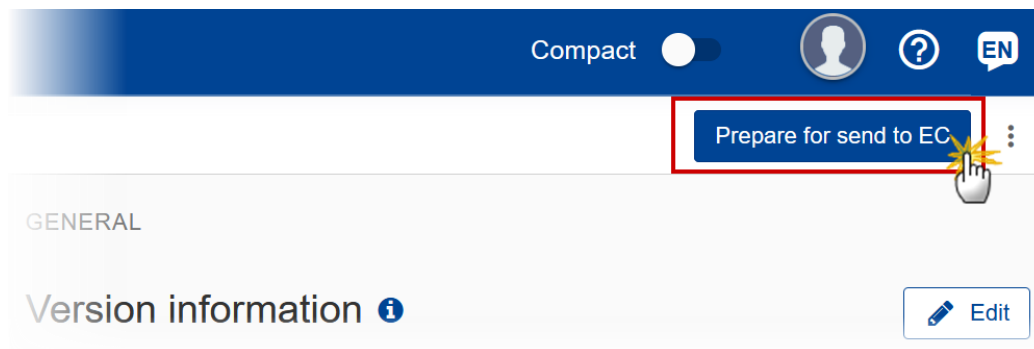 Compact
EN
Prepare for send to EC
GENERAL
Version information
Edit